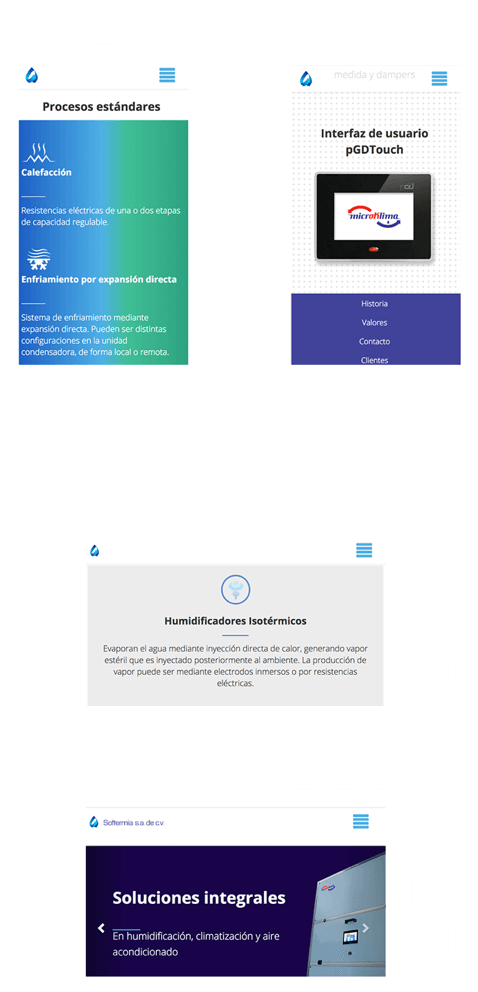 Procesos estándares
Calefacción
Resistencias eléctricas de una o dos etapas
de capacidad regulable.
Enfriamiento por expansión directa
Sistema de enfriamiento mediante
expansión directa. Pueden ser distintas
configuraciones en la unidad
condensadora, de forma local o remota.
medida y dampers
Interfaz de usuario
pGDTouch
microklima
Historia
Valores
Contacto
Clientes
Humidificadores Isotérmicos
Evaporan el agua mediante inyección directa de calor, generando vapor
estéril que es inyectado posteriormente al ambiente. La producción de
vapor puede ser mediante electrodos inmersos o por resistencias
eléctricas.
Softermia s.a. de c.v.
Soluciones integrales
En humidificación, climatización y aire
acondicionado